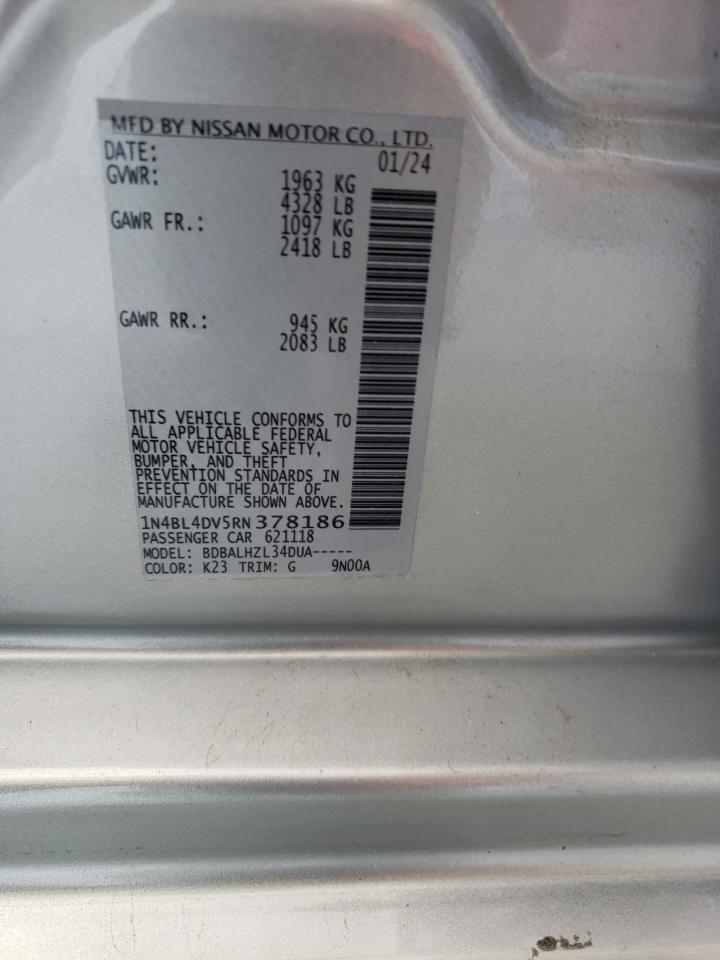 MFD BY NISSAN MOTOR CO., LTD.
DATE: 01/24
GVWR: 1963 KG
4328 LB
GAWR FR.: 1097 KG
2418 LB
GAWR RR.: 945 KG
2083 LB
THIS VEHICLE CONFORMS TO
ALL APPLICABLE FEDERAL
MOTOR VEHICLE SAFETY,
BUMPER, AND THEFT
PREVENTION STANDARDS IN
EFFECT ON THE DATE OF
MANUFACTURE SHOWN ABOVE.
1N4BL4DV5RN378186
PASSENGER CAR 621118
MODEL: BDBALHZL34DUA-----
COLOR: K23 TRIM: G 9N00A